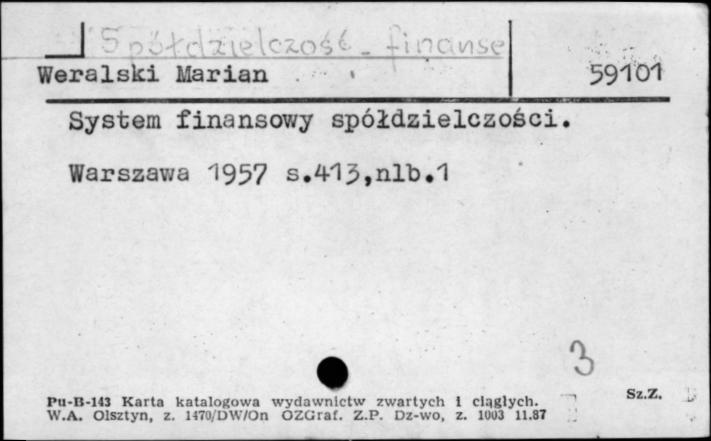 Spółdzielczość - finanse
Weralski Marian 59101
System finansowy spółdzielczości.
Warszawa 1957 s.413,nlb.1
3
Pu-B-143 Karta katalogowa wydawnictw zwartych i ciągłych. Sz.Z.
W.A. Olsztyn, z. 1470/DW/On OZGraf. Z.P. Dz-wo, z. 1003 11.87